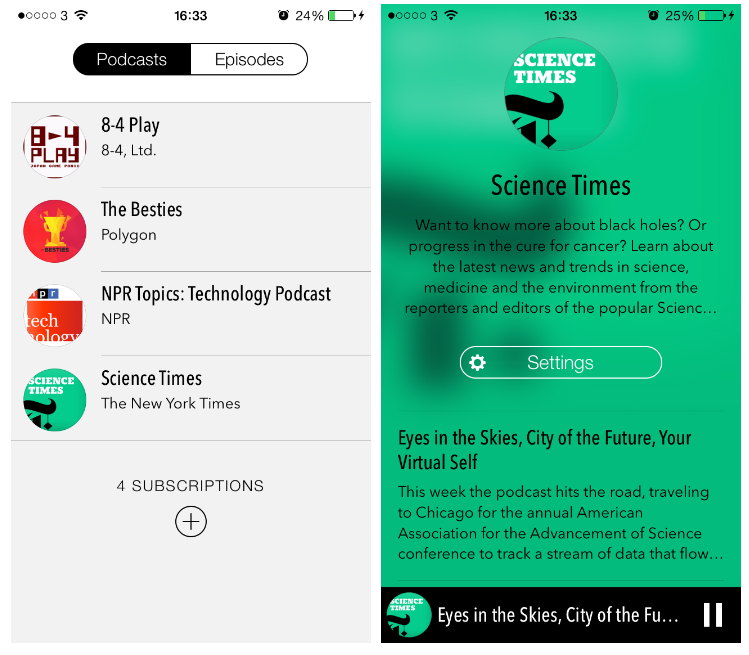 3 16:33 24%
Podcasts Episodes
8-4 PLAY
JAPAN GAME PANIC
8-4 Play
8-4, Ltd.
BESTIES
The Besties
Polygon
npr
tech
nology
NPR Topics: Technology Podcast
NPR
SCIENCE
TIMES
Science Times
The New York Times
4 SUBSCRIPTIONS
3 16:33 25%
SCIENCE
TIMES
Science Times
Want to know more about black holes? Or
progress in the cure for cancer? Learn about
the latest news and trends in science,
medicine and the environment from the
reporters and editors of the popular Scienc...
Settings
Eyes in the Skies, City of the Future, Your
Virtual Self
This week the podcast hits the road, traveling
to Chicago for the annual American
Association for the Advancement of Science
conference to track a stream of data that flow...
SCIENCE
TIMES
Eyes in the Skies, City of the Fu...